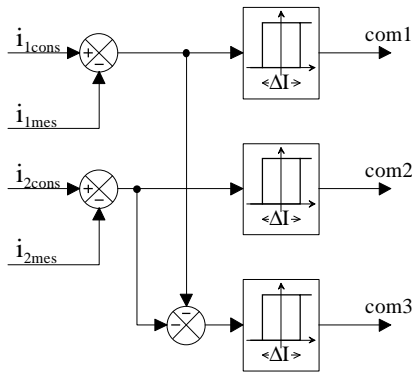 i1cons
+
−
ΔI
com1
i1mes
i2cons
+
−
ΔI
com2
i2mes
−
−
ΔI
com3